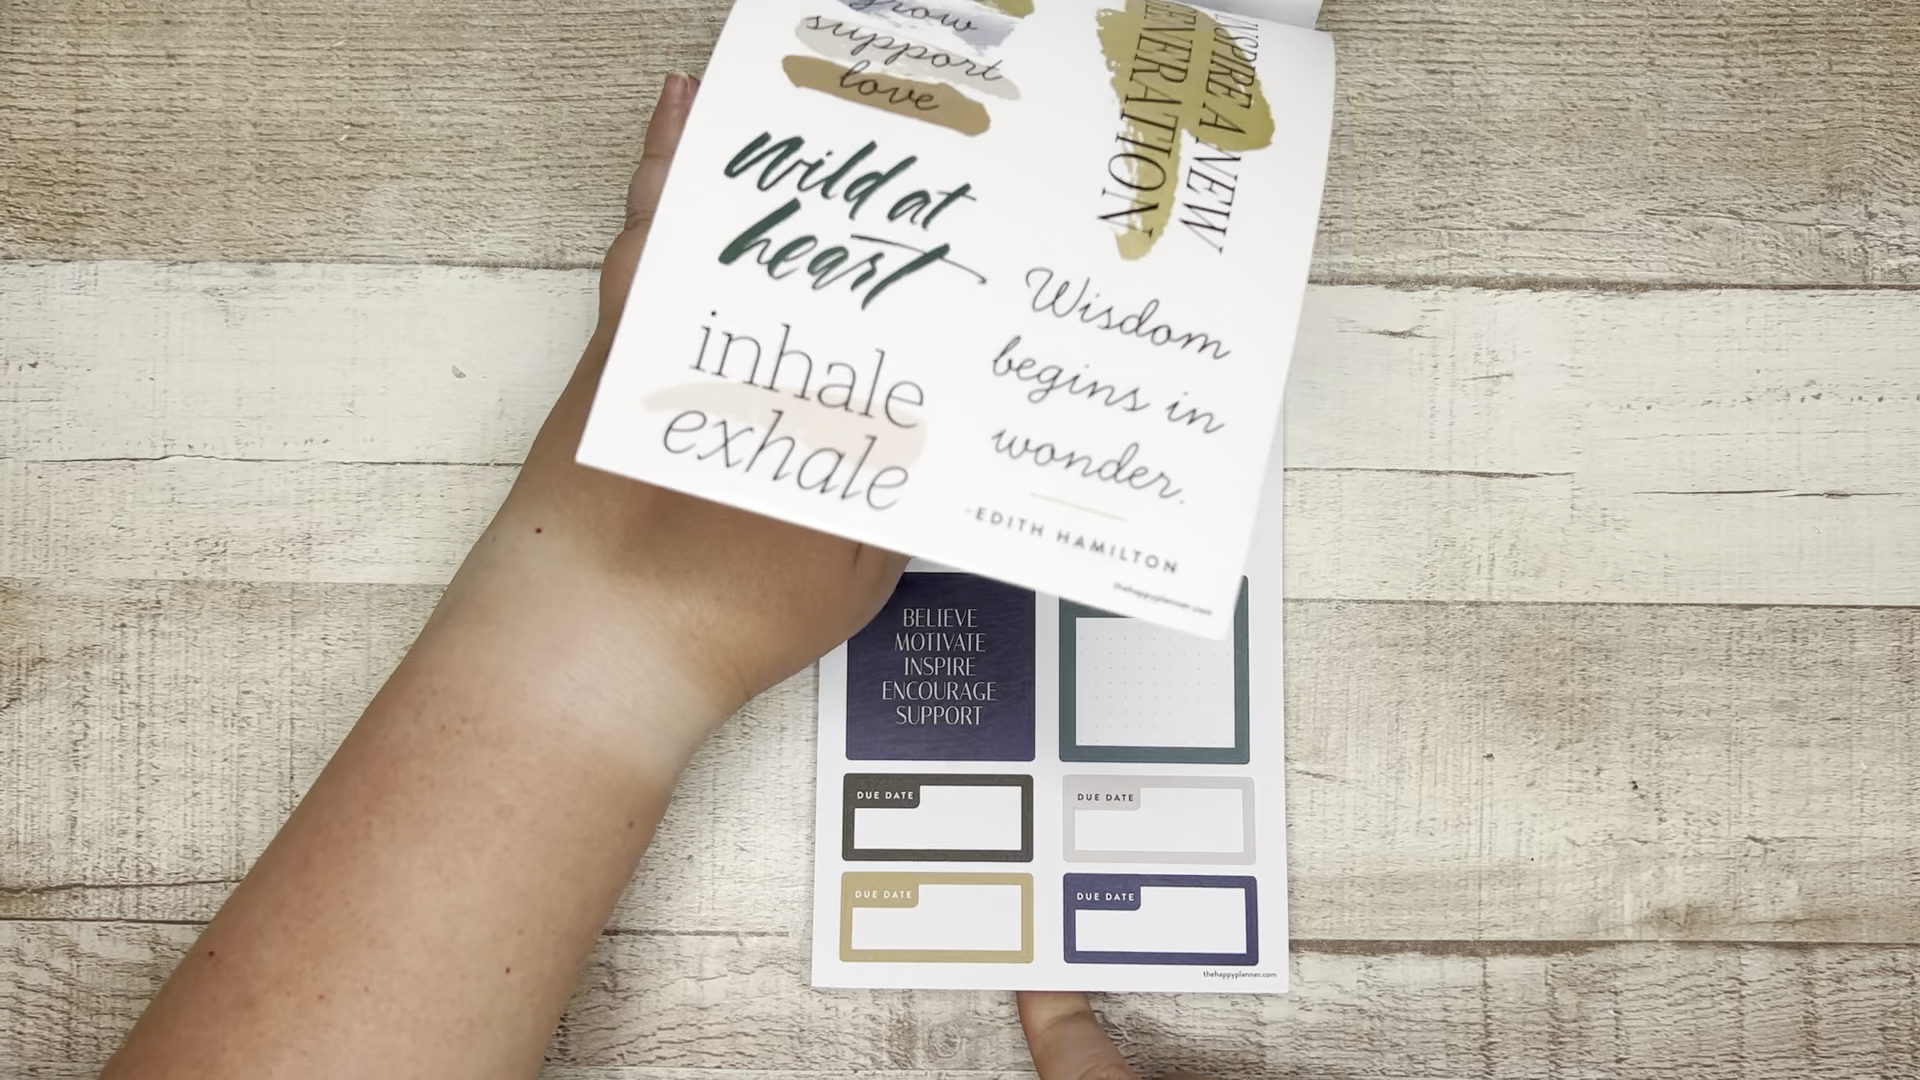 grow
support
love
Wild at
heart
inhale
exhale
INSPIRE A NEW
GENERATION
Wisdom
begins in
wonder.
-EDITH HAMILTON
thehappyplanner.com
BELIEVE
MOTIVATE
INSPIRE
ENCOURAGE
SUPPORT
DUE DATE
DUE DATE
DUE DATE
DUE DATE
thehappyplanner.com